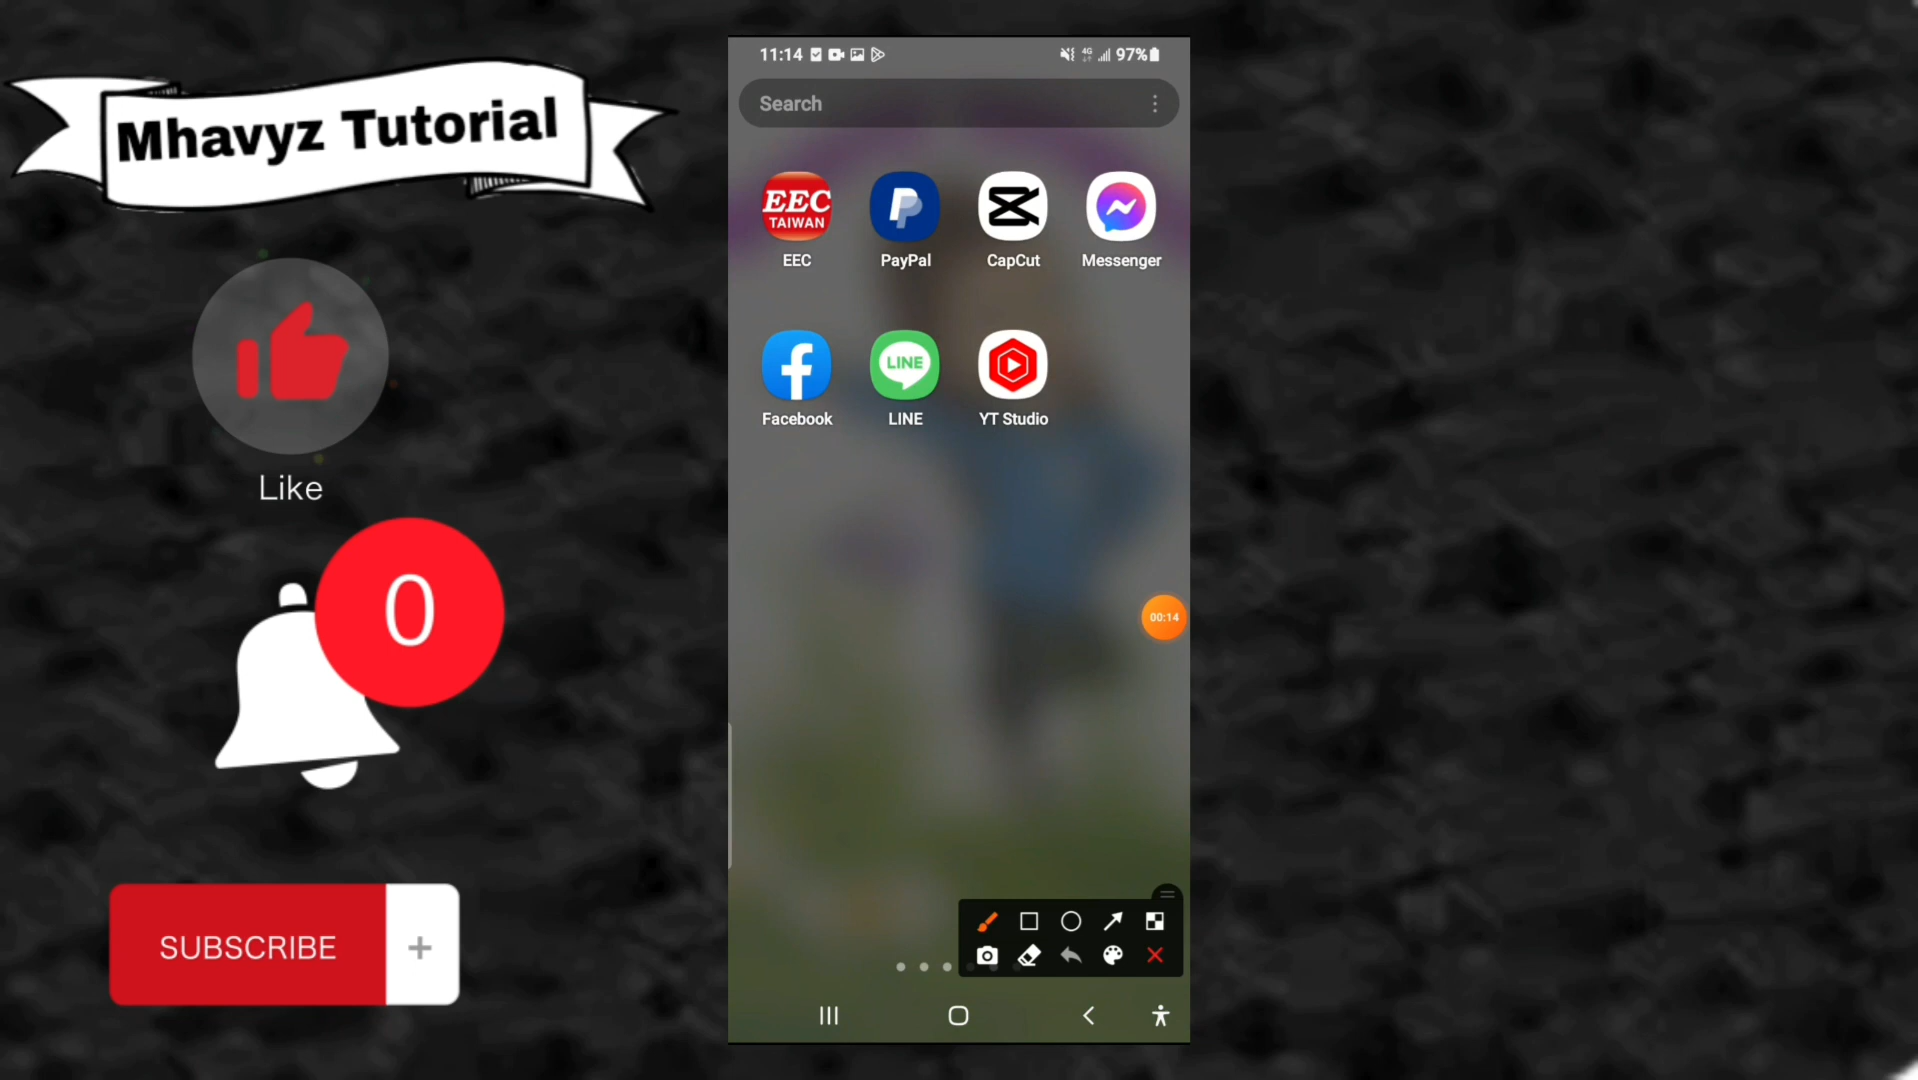 Mhavyz Tutorial
Like
0
SUBSCRIBE +
11:14 4G 97%
Search
EEC TAIWAN
EEC PayPal CapCut Messenger
LINE
Facebook LINE YT Studio
00:14